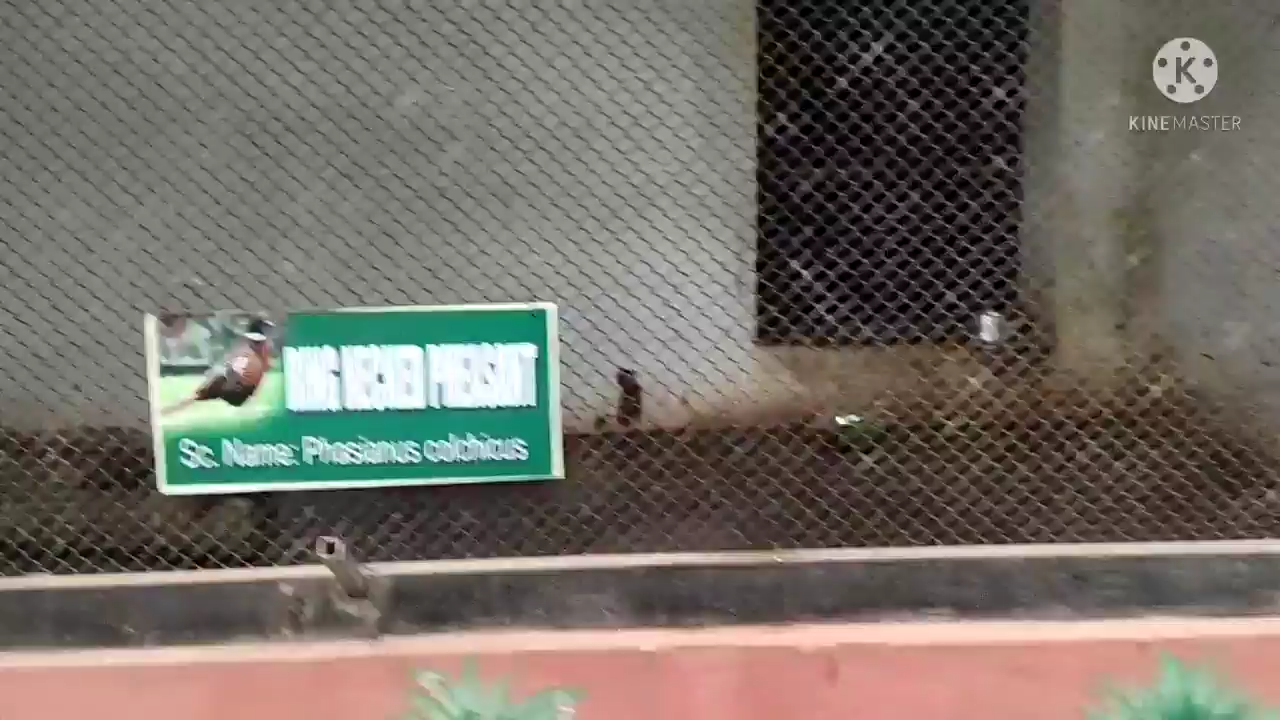 K
KINEMASTER
RING NECKED PHEASANT
Sc. Name: Phasianus colchicus